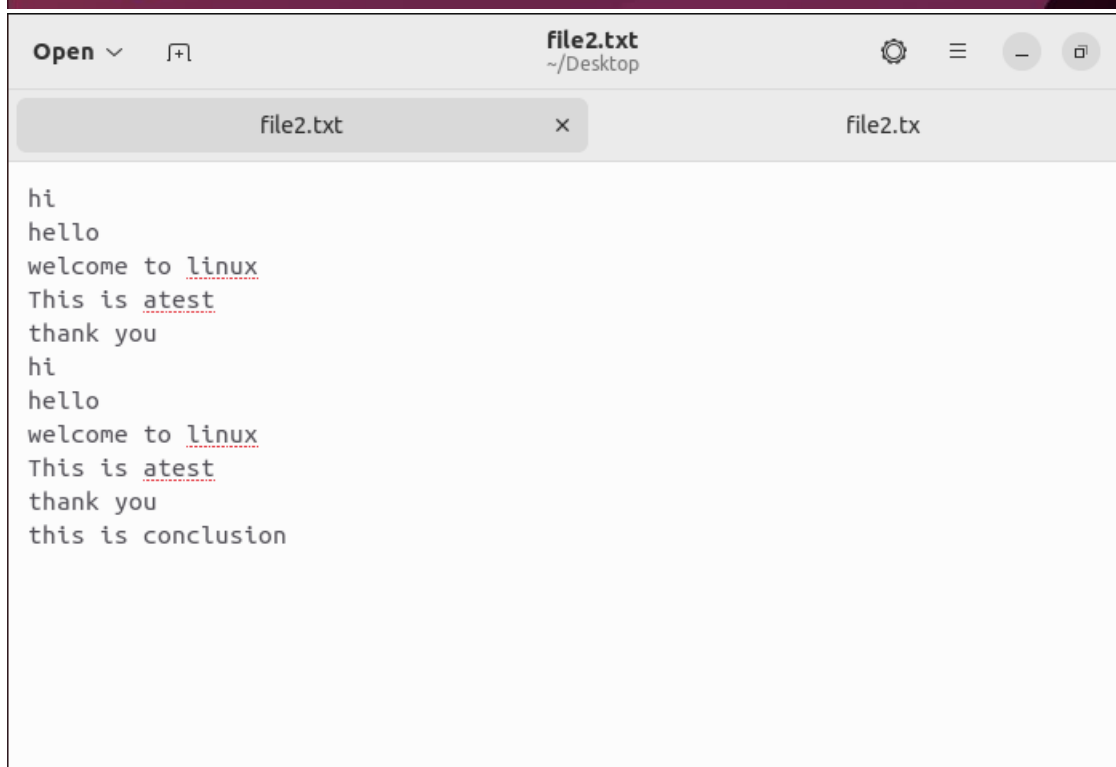 Open
file2.txt
~/Desktop
file2.txt
file2.tx
hi
hello
welcome to linux
This is atest
thank you
hi
hello
welcome to linux
This is atest
thank you
this is conclusion